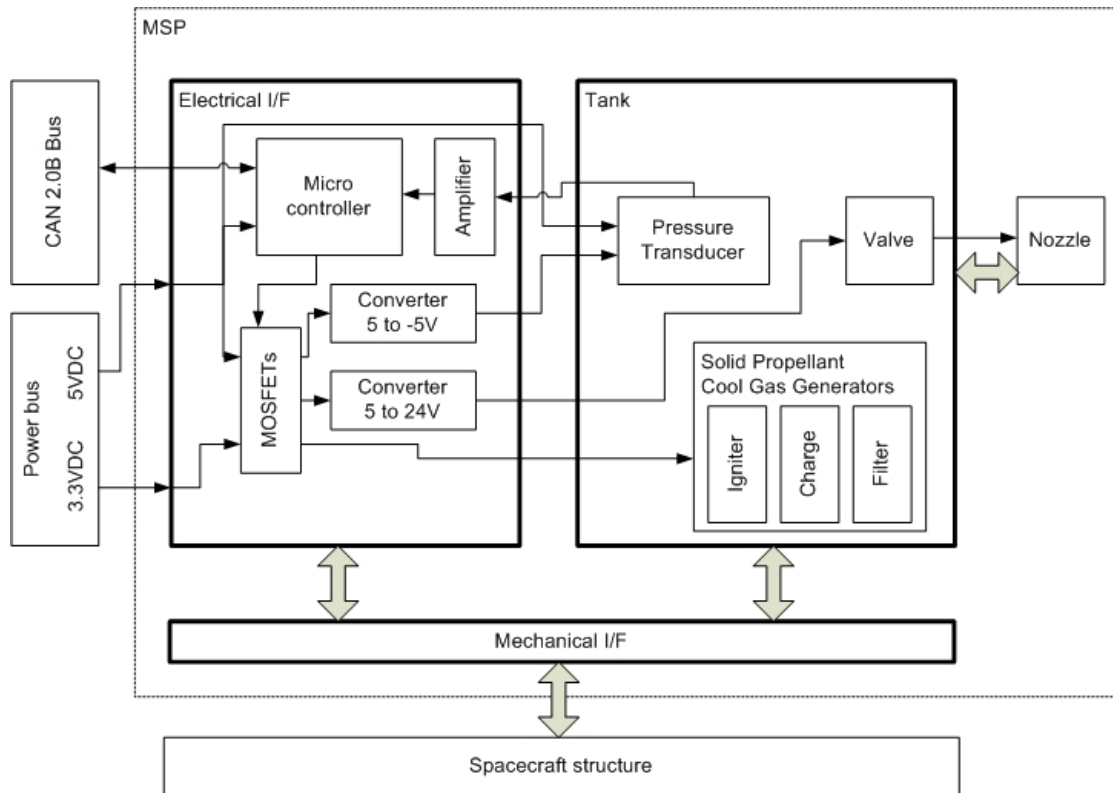 MSP
Electrical I/F
Tank
CAN 2.0B Bus
Micro
controller
Amplifier
Pressure
Transducer
Valve
Nozzle
Converter
5 to -5V
Power bus
5VDC
3.3VDC
MOSFETs
Converter
5 to 24V
Solid Propellant
Cool Gas Generators
Igniter
Charge
Filter
Mechanical I/F
Spacecraft structure